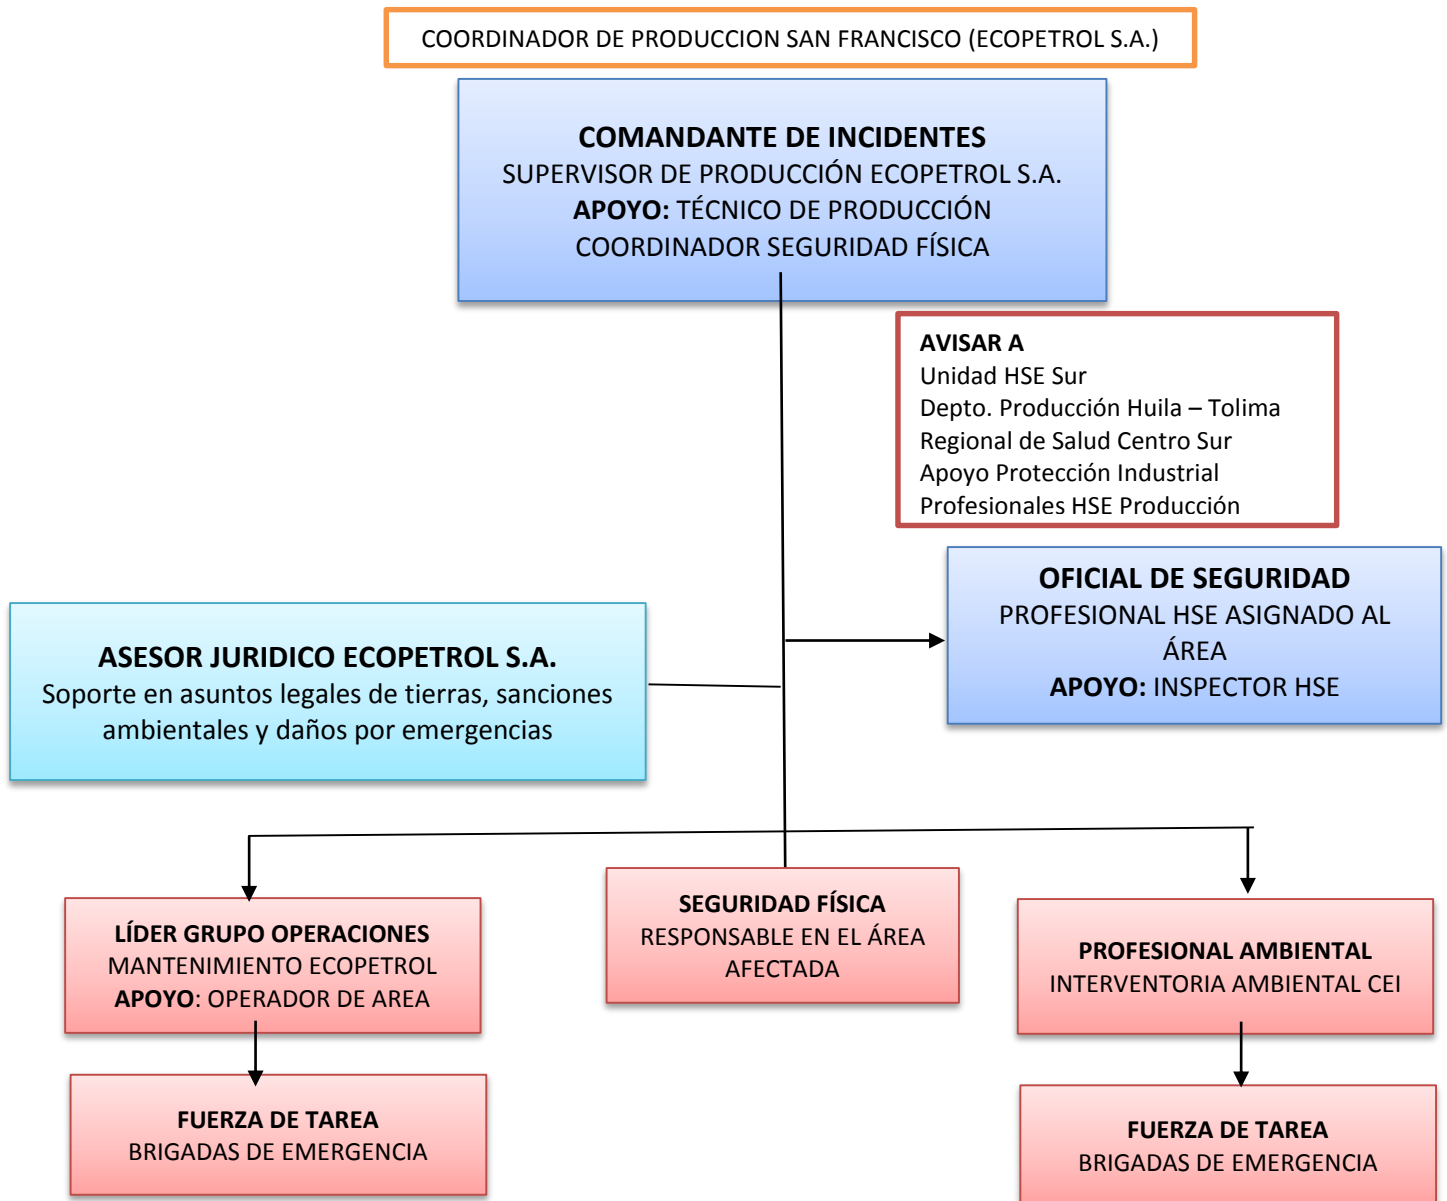 COORDINADOR DE PRODUCCION SAN FRANCISCO (ECOPETROL S.A.)
COMANDANTE DE INCIDENTES
SUPERVISOR DE PRODUCCIÓN ECOPETROL S.A.
APOYO: TÉCNICO DE PRODUCCIÓN
COORDINADOR SEGURIDAD FÍSICA
AVISAR A
Unidad HSE Sur
Depto. Producción Huila – Tolima
Regional de Salud Centro Sur
Apoyo Protección Industrial
Profesionales HSE Producción
OFICIAL DE SEGURIDAD
PROFESIONAL HSE ASIGNADO AL
ÁREA
APOYO: INSPECTOR HSE
ASESOR JURIDICO ECOPETROL S.A.
Soporte en asuntos legales de tierras, sanciones
ambientales y daños por emergencias
LÍDER GRUPO OPERACIONES
MANTENIMIENTO ECOPETROL
APOYO: OPERADOR DE AREA
SEGURIDAD FÍSICA
RESPONSABLE EN EL ÁREA
AFECTADA
PROFESIONAL AMBIENTAL
INTERVENTORIA AMBIENTAL CEI
FUERZA DE TAREA
BRIGADAS DE EMERGENCIA
FUERZA DE TAREA
BRIGADAS DE EMERGENCIA